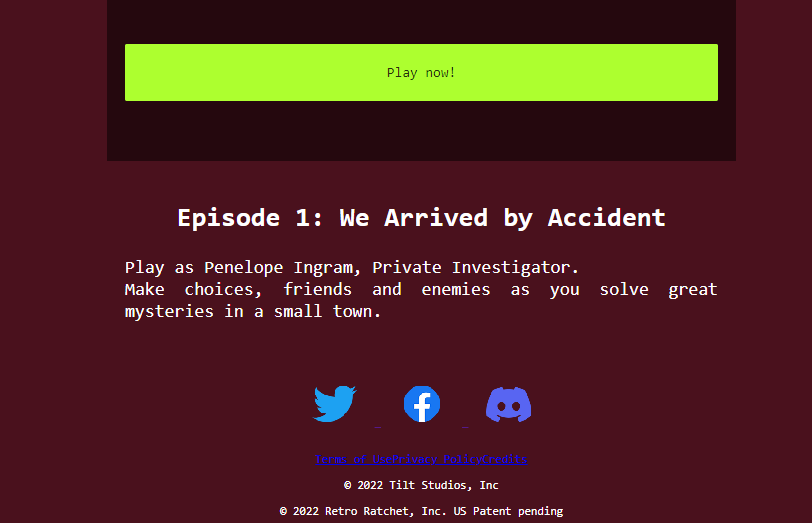 Play now!
Episode 1: We Arrived by Accident
Play as Penelope Ingram, Private Investigator.
Make choices, friends and enemies as you solve great
mysteries in a small town.
Terms of UsePrivacy PolicyCredits
© 2022 Tilt Studios, Inc
© 2022 Retro Ratchet, Inc. US Patent pending